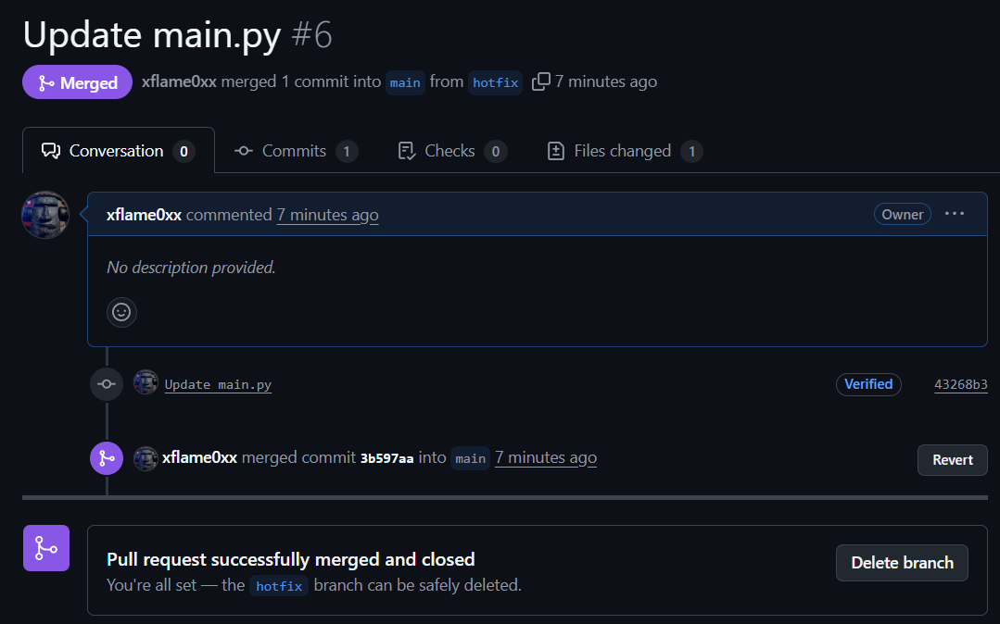 Update main.py #6
Merged xflame0xx merged 1 commit into main from hotfix 7 minutes ago
Conversation 0 Commits 1 Checks 0 Files changed 1
xflame0xx commented 7 minutes ago Owner ...
No description provided.
Update main.py Verified 43268b3
xflame0xx merged commit 3b597aa into main 7 minutes ago Revert
Pull request successfully merged and closed
You're all set — the hotfix branch can be safely deleted.
Delete branch